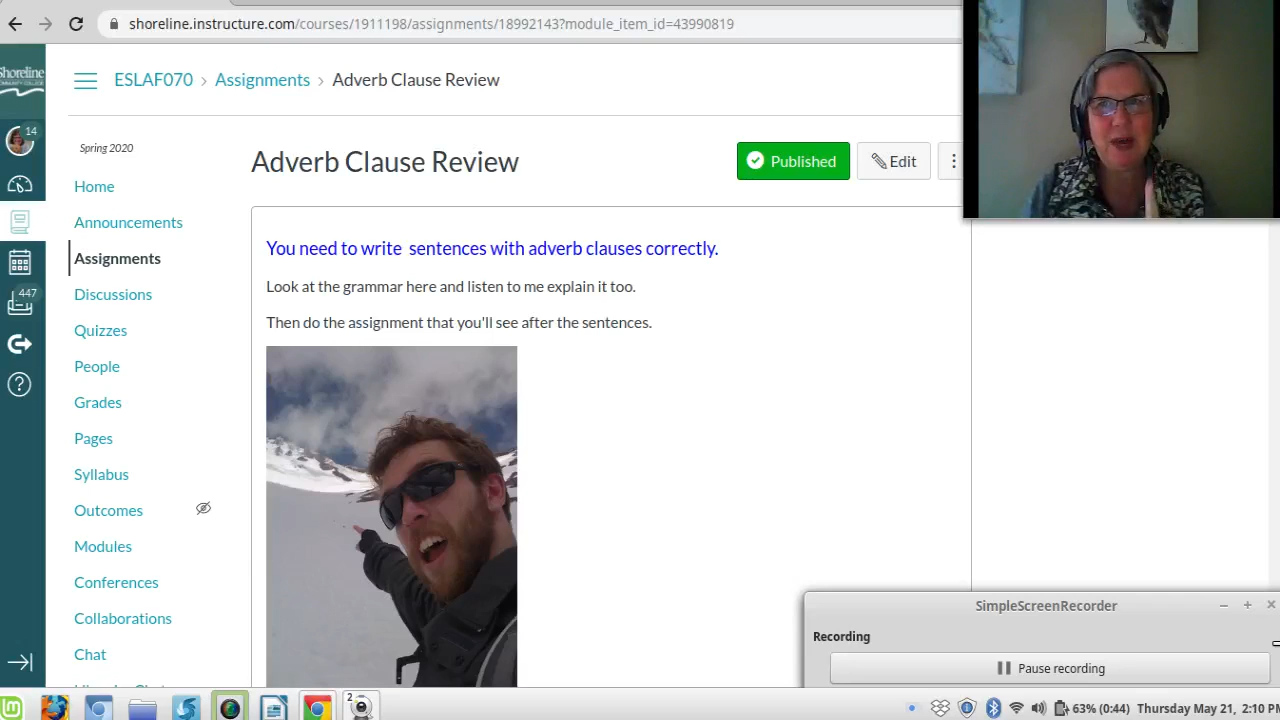 shoreline.instructure.com/courses/1911198/assignments/18992143?module_item_id=43990819
Shoreline
COMMUNITY COLLEGE
ESLAF070 › Assignments › Adverb Clause Review
14
Spring 2020
Adverb Clause Review
Published
Edit
Home
Announcements
Assignments
Discussions
447
Quizzes
People
Grades
Pages
Syllabus
Outcomes
Modules
Conferences
Collaborations
Chat
You need to write sentences with adverb clauses correctly.
Look at the grammar here and listen to me explain it too.
Then do the assignment that you'll see after the sentences.
SimpleScreenRecorder
Recording
Pause recording
2
63% (0:44) Thursday May 21, 2:10 PM